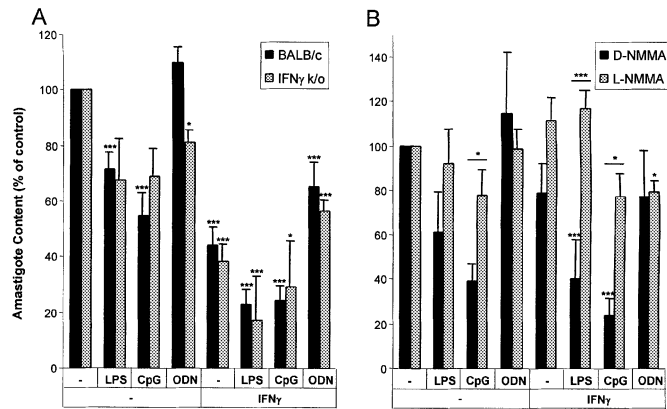 A
B
120
100
80
60
40
20
0
Amastigote Content (% of control)
BALB/c
IFNγ k/o
***
***
*
***
***
***
***
***
*
***
***
- LPS CpG ODN - LPS CpG ODN
- IFNγ
140
120
100
80
60
40
20
0
D-NMMA
L-NMMA
*
***
***
*
***
*
- LPS CpG ODN - LPS CpG ODN
- IFNγ